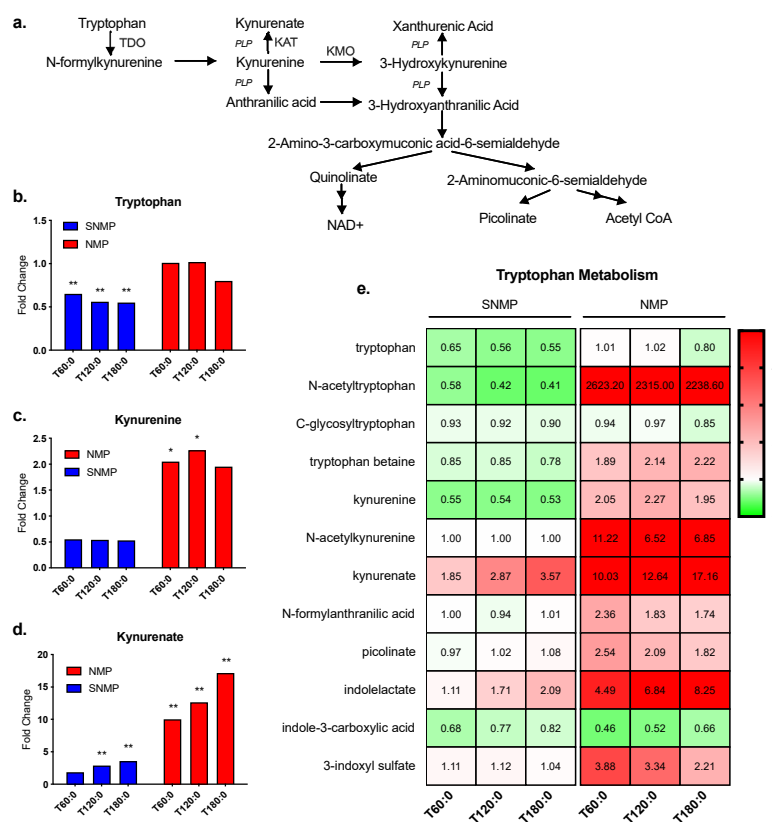 a.
Tryptophan
TDO
N-formylkynurenine
Kynurenate
PLP
KAT
Kynurenine
KMO
PLP
Anthranilic acid
Xanthurenic Acid
PLP
3-Hydroxykynurenine
PLP
3-Hydroxyanthranilic Acid
2-Amino-3-carboxymuconic acid-6-semialdehyde
Quinolinate
2-Aminomuconic-6-semialdehyde
NAD+
Picolinate
Acetyl CoA
b.
Tryptophan
SNMP
NMP
Fold Change
1.5
1.0
0.5
0.0
** ** **
T60:0 T120:0 T180:0 T60:0 T120:0 T180:0
c.
Kynurenine
NMP
SNMP
Fold Change
2.5
2.0
1.5
1.0
0.5
0.0
* *
T60:0 T120:0 T180:0 T60:0 T120:0 T180:0
d.
Kynurenate
NMP
SNMP
Fold Change
20
15
10
5
0
** ** ** ** **
T60:0 T120:0 T180:0 T60:0 T120:0 T180:0
e.
Tryptophan Metabolism
SNMP NMP
tryptophan 0.65 0.56 0.55 1.01 1.02 0.80
N-acetyltryptophan 0.58 0.42 0.41 2623.20 2315.00 2238.60
C-glycosyltryptophan 0.93 0.92 0.90 0.94 0.97 0.85
tryptophan betaine 0.85 0.85 0.78 1.89 2.14 2.22
kynurenine 0.55 0.54 0.53 2.05 2.27 1.95
N-acetylkynurenine 1.00 1.00 1.00 11.22 6.52 6.85
kynurenate 1.85 2.87 3.57 10.03 12.64 17.16
N-formylanthranilic acid 1.00 0.94 1.01 2.36 1.83 1.74
picolinate 0.97 1.02 1.08 2.54 2.09 1.82
indolelactate 1.11 1.71 2.09 4.49 6.84 8.25
indole-3-carboxylic acid 0.68 0.77 0.82 0.46 0.52 0.66
3-indoxyl sulfate 1.11 1.12 1.04 3.88 3.34 2.21
T60:0 T120:0 T180:0 T60:0 T120:0 T180:0